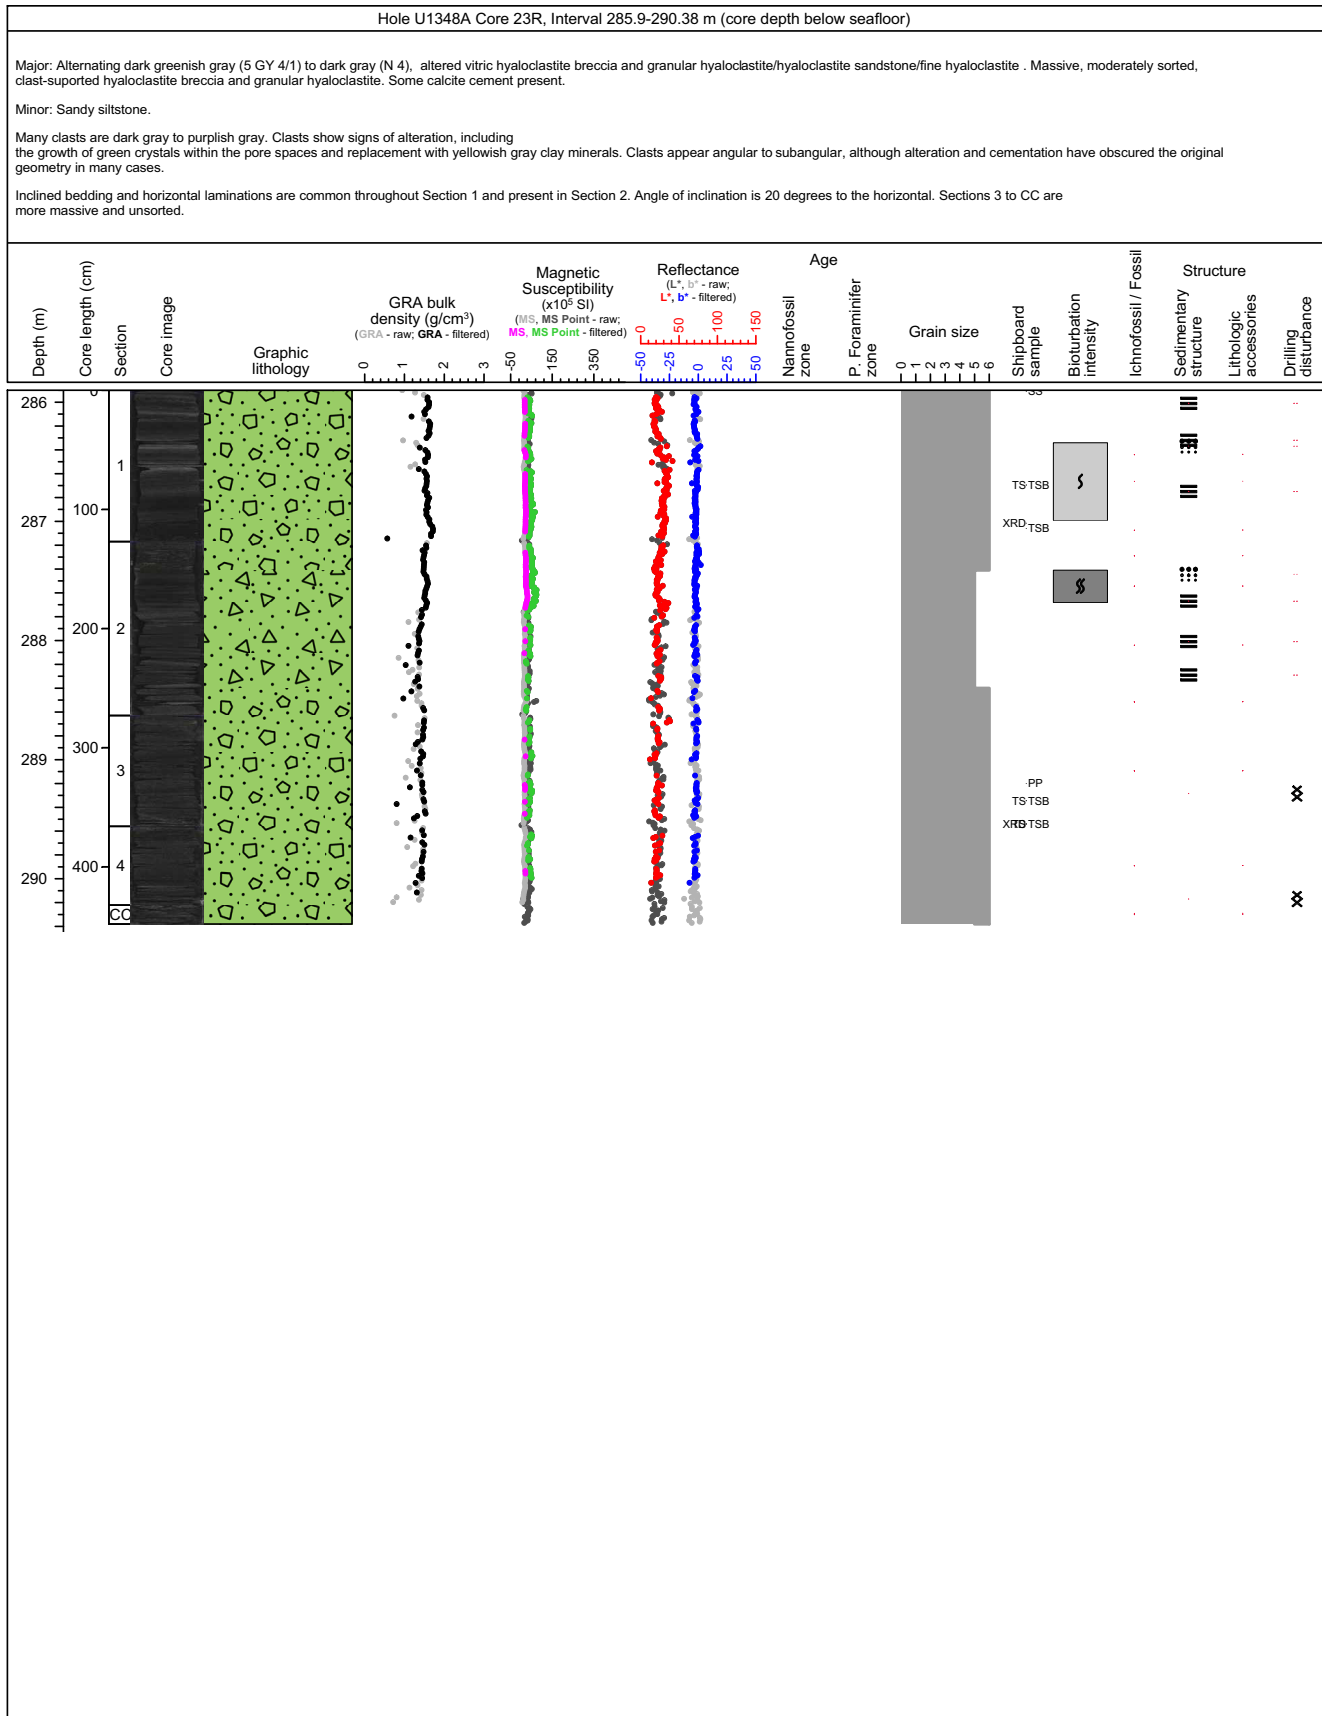 Hole U1348A Core 23R, Interval 285.9-290.38 m (core depth below seafloor)
Major: Alternating dark greenish gray (5 GY 4/1) to dark gray (N 4), altered vitric hyaloclastite breccia and granular hyaloclastite/hyaloclastite sandstone/fine hyaloclastite . Massive, moderately sorted,
clast-suported hyaloclastite breccia and granular hyaloclastite. Some calcite cement present.
Minor: Sandy siltstone.
Many clasts are dark gray to purplish gray. Clasts show signs of alteration, including
the growth of green crystals within the pore spaces and replacement with yellowish gray clay minerals. Clasts appear angular to subangular, although alteration and cementation have obscured the original
geometry in many cases.
Inclined bedding and horizontal laminations are common throughout Section 1 and present in Section 2. Angle of inclination is 20 degrees to the horizontal. Sections 3 to CC are
more massive and unsorted.
Depth (m)
Core length (cm)
Section
Core image
Graphic
lithology
GRA bulk
density (g/cm³)
(GRA - raw; GRA - filtered)
0 1 2 3
Magnetic
Susceptibility
(x10⁵ SI)
(MS, MS Point - raw;
MS, MS Point - filtered)
-50 150 350
Reflectance
(L*, b* - raw;
L*, b* - filtered)
0 50 100 150
-50 -25 0 25 50
Age
Nannofossil
zone
P. Foraminifer
zone
Grain size
0 1 2 3 4 5 6
Shipboard
sample
Bioturbation
intensity
Ichnofossil / Fossil
Structure
Sedimentary
structure
Lithologic
accessories
Drilling
disturbance
0
286
SS
1
TS TSB
100
287
XRD TSB
200
2
288
300
289
3
PP
TS TSB
TSB
400
4
290
CC